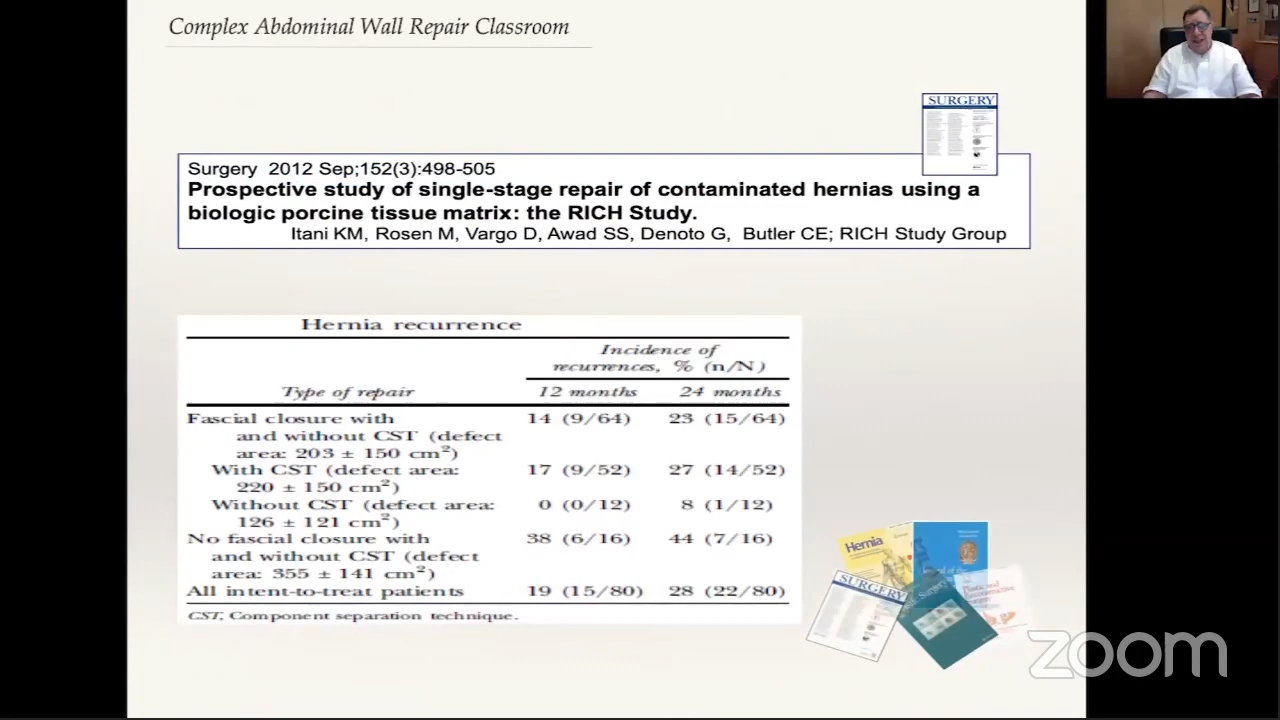 Complex Abdominal Wall Repair Classroom
SURGERY
Surgery 2012 Sep;152(3):498-505
Prospective study of single-stage repair of contaminated hernias using a
biologic porcine tissue matrix: the RICH Study.
Itani KM, Rosen M, Vargo D, Awad SS, Denoto G, Butler CE; RICH Study Group
Hernia recurrence
Incidence of
recurrences, % (n/N)
Type of repair 12 months 24 months
Fascial closure with 14 (9/64) 23 (15/64)
and without CST (defect
area: 203 ± 150 cm²)
With CST (defect area: 17 (9/52) 27 (14/52)
220 ± 150 cm²)
Without CST (defect area: 0 (0/12) 8 (1/12)
126 ± 121 cm²)
No fascial closure with 38 (6/16) 44 (7/16)
and without CST (defect
area: 355 ± 141 cm²)
All intent-to-treat patients 19 (15/80) 28 (22/80)
CST, Component separation technique.
Hernia
SURGERY
zoom